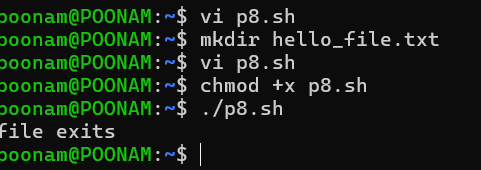 poonam@POONAM:~$ vi p8.sh
poonam@POONAM:~$ mkdir hello_file.txt
poonam@POONAM:~$ vi p8.sh
poonam@POONAM:~$ chmod +x p8.sh
poonam@POONAM:~$ ./p8.sh
file exits
poonam@POONAM:~$